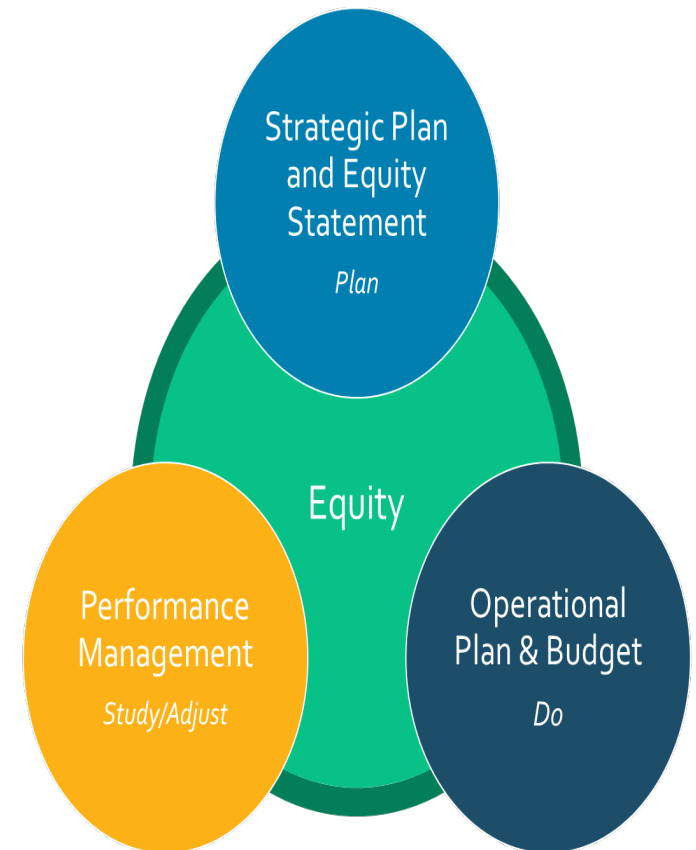 Strategic Plan
and Equity
Statement
Plan
Equity
Performance
Management
Study/Adjust
Operational
Plan & Budget
Do